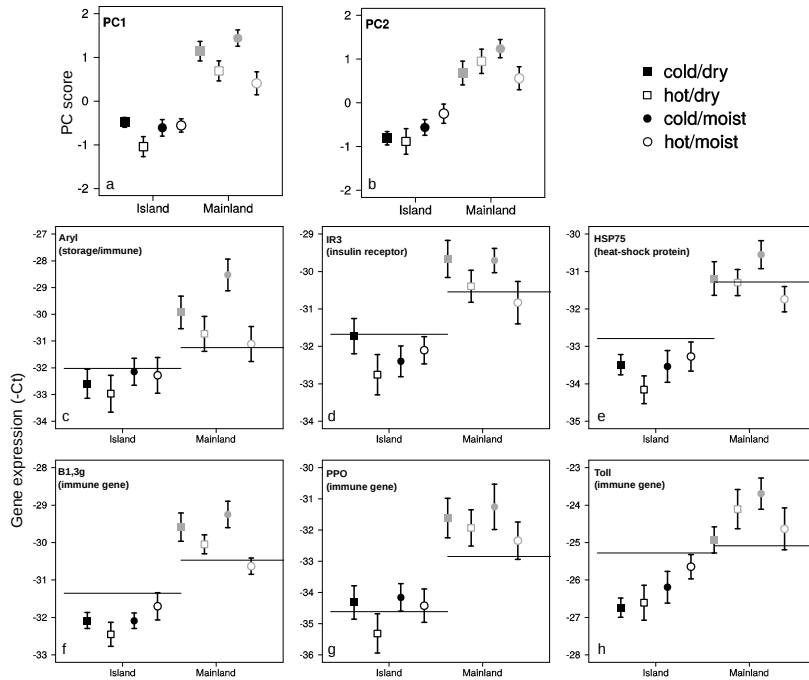 PC1
PC score
2
1
0
-1
-2
a
Island
Mainland
PC2
2
1
0
-1
-2
b
Island
Mainland
cold/dry
hot/dry
cold/moist
hot/moist
Gene expression (-Ct)
Aryl
(storage/immune)
-27
-28
-29
-30
-31
-32
-33
-34
c
Island
Mainland
IR3
(insulin receptor)
-29
-30
-31
-32
-33
-34
d
Island
Mainland
HSP75
(heat-shock protein)
-30
-31
-32
-33
-34
-35
e
Island
Mainland
B1,3g
(immune gene)
-28
-29
-30
-31
-32
-33
f
Island
Mainland
PPO
(immune gene)
-30
-31
-32
-33
-34
-35
-36
g
Island
Mainland
Toll
(immune gene)
-23
-24
-25
-26
-27
-28
h
Island
Mainland